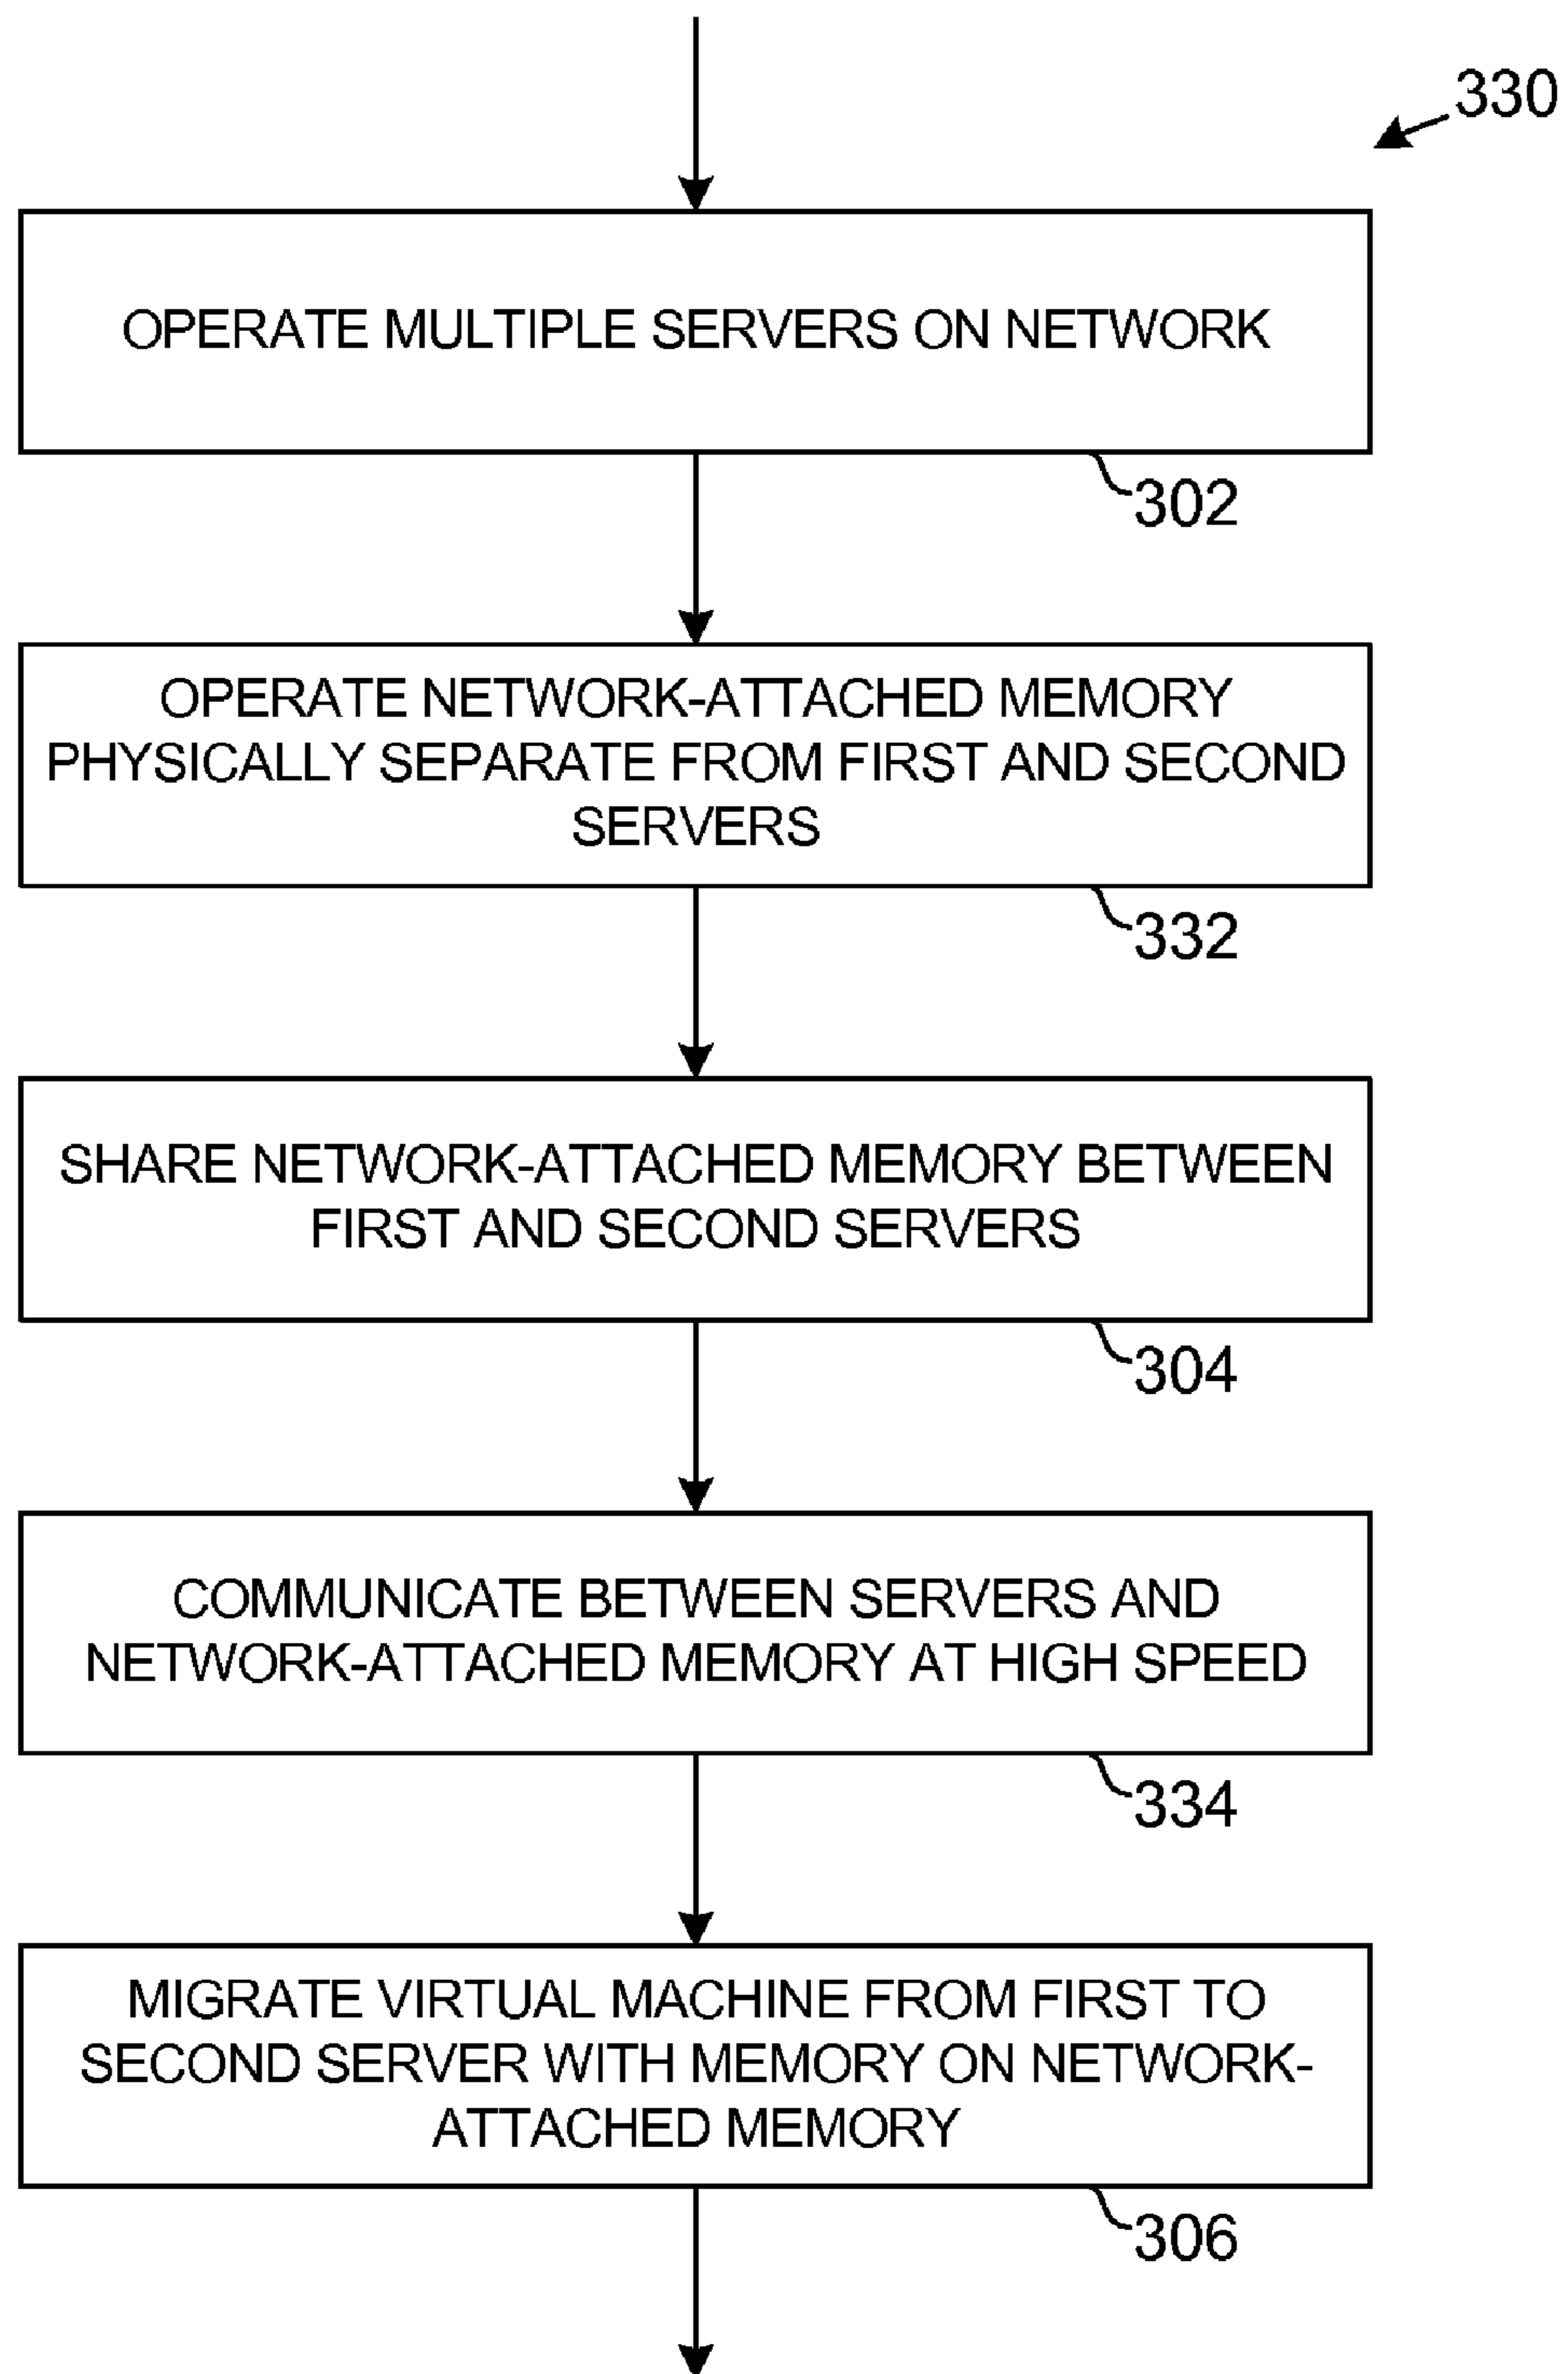 330
OPERATE MULTIPLE SERVERS ON NETWORK
302
OPERATE NETWORK-ATTACHED MEMORY
PHYSICALLY SEPARATE FROM FIRST AND SECOND
SERVERS
332
SHARE NETWORK-ATTACHED MEMORY BETWEEN
FIRST AND SECOND SERVERS
304
COMMUNICATE BETWEEN SERVERS AND
NETWORK-ATTACHED MEMORY AT HIGH SPEED
334
MIGRATE VIRTUAL MACHINE FROM FIRST TO
SECOND SERVER WITH MEMORY ON NETWORK-
ATTACHED MEMORY
306